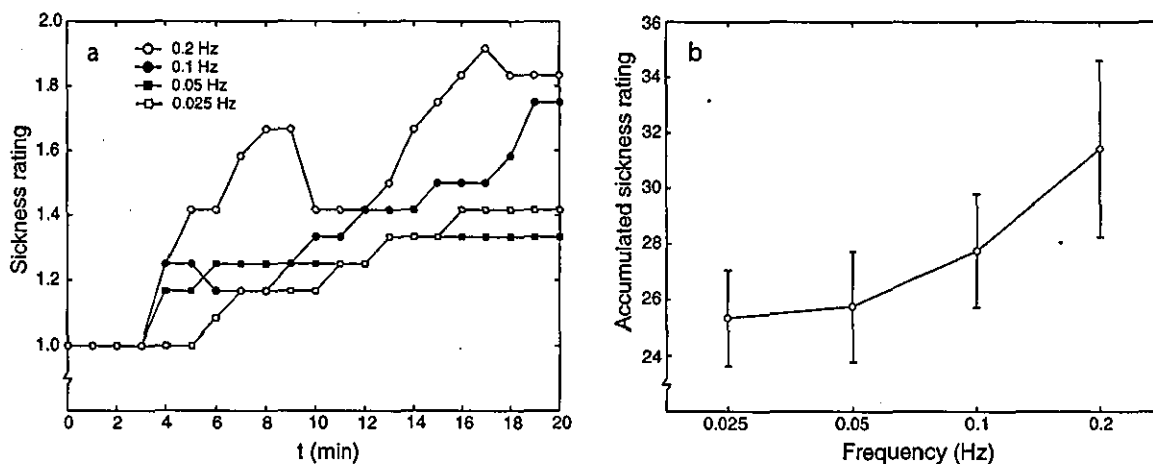 a
0.2 Hz
0.1 Hz
0.05 Hz
0.025 Hz
Sickness rating
2.0
1.8
1.6
1.4
1.2
1.0
0 2 4 6 8 10 12 14 16 18 20
t (min)
b
Accumulated sickness rating
36
34
32
30
28
26
24
0.025 0.05 0.1 0.2
Frequency (Hz)